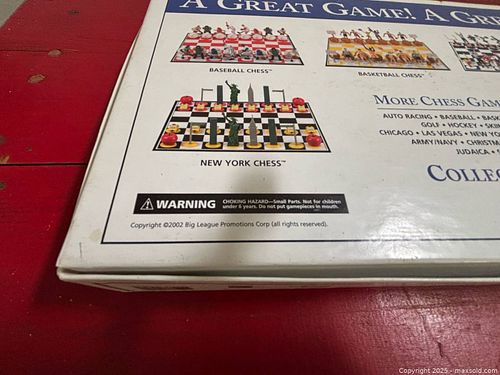 A GREAT GAME! A GR
BASEBALL CHESS™
BASKETBALL CHESS™
NEW YORK CHESS™
MORE CHESS GAM
AUTO RACING • BASEBALL • BASK
GOLF • HOCKEY •
CHICAGO • LAS VEGAS • NEW YO
ARMY/NAVY • CHRISTM
JUDAICA •
COLLEC
WARNING
CHOKING HAZARD—Small Parts. Not for children
under 6 years. Do not put gamepieces in mouth.
Copyright ©2002 Big League Promotions Corp (all rights reserved).
Copyright 2025 - maxsold.com